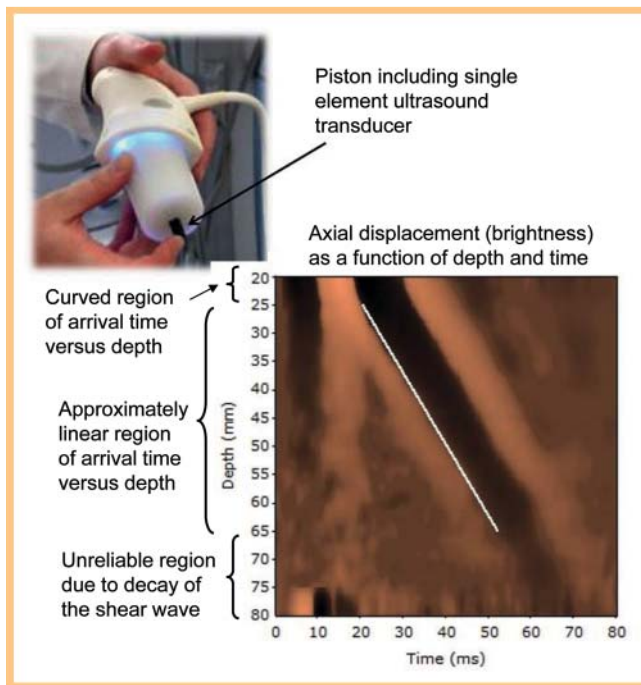 Piston including single
element ultrasound
transducer
Axial displacement (brightness)
as a function of depth and time
Curved region
of arrival time
versus depth
Approximately
linear region
of arrival time
versus depth
Unreliable region
due to decay of
the shear wave
Depth (mm)
20
25
30
35
40
45
50
55
60
65
70
75
80
0 10 20 30 40 50 60 70 80
Time (ms)